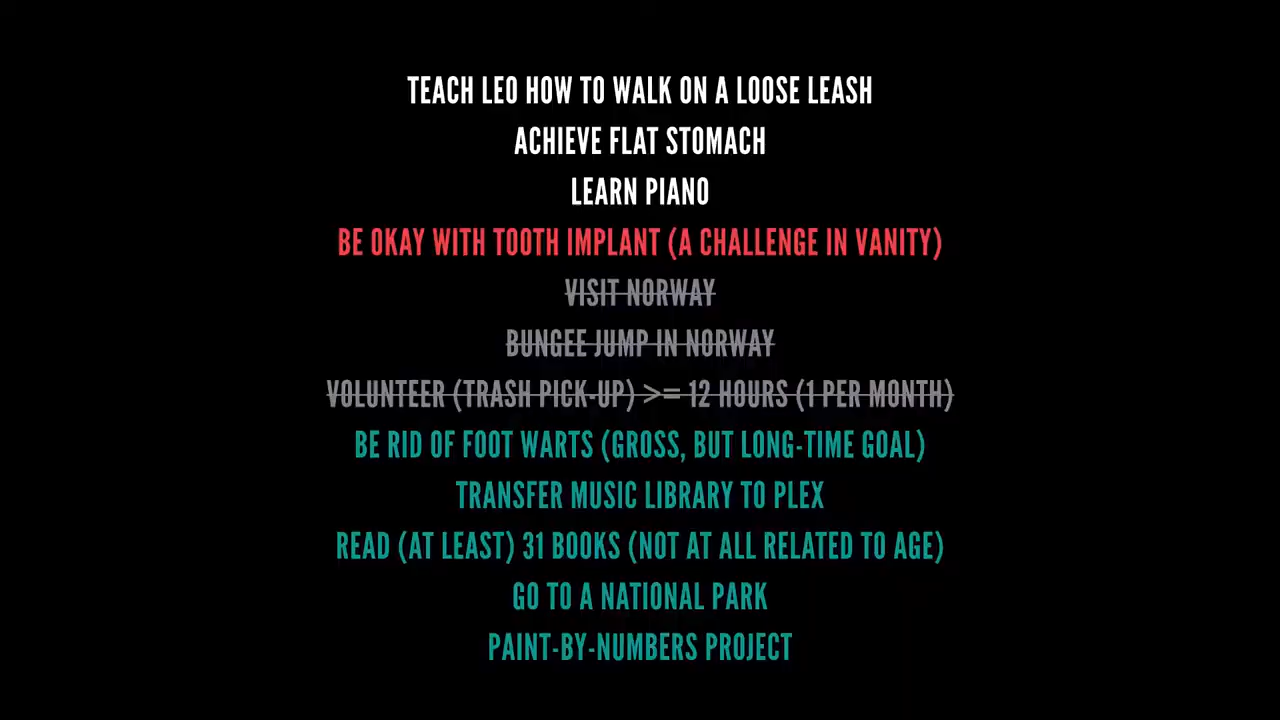 TEACH LEO HOW TO WALK ON A LOOSE LEASH
ACHIEVE FLAT STOMACH
LEARN PIANO
BE OKAY WITH TOOTH IMPLANT (A CHALLENGE IN VANITY)
VISIT NORWAY
BUNGEE JUMP IN NORWAY
VOLUNTEER (TRASH PICK-UP) >= 12 HOURS (1 PER MONTH)
BE RID OF FOOT WARTS (GROSS, BUT LONG-TIME GOAL)
TRANSFER MUSIC LIBRARY TO PLEX
READ (AT LEAST) 31 BOOKS (NOT AT ALL RELATED TO AGE)
GO TO A NATIONAL PARK
PAINT-BY-NUMBERS PROJECT